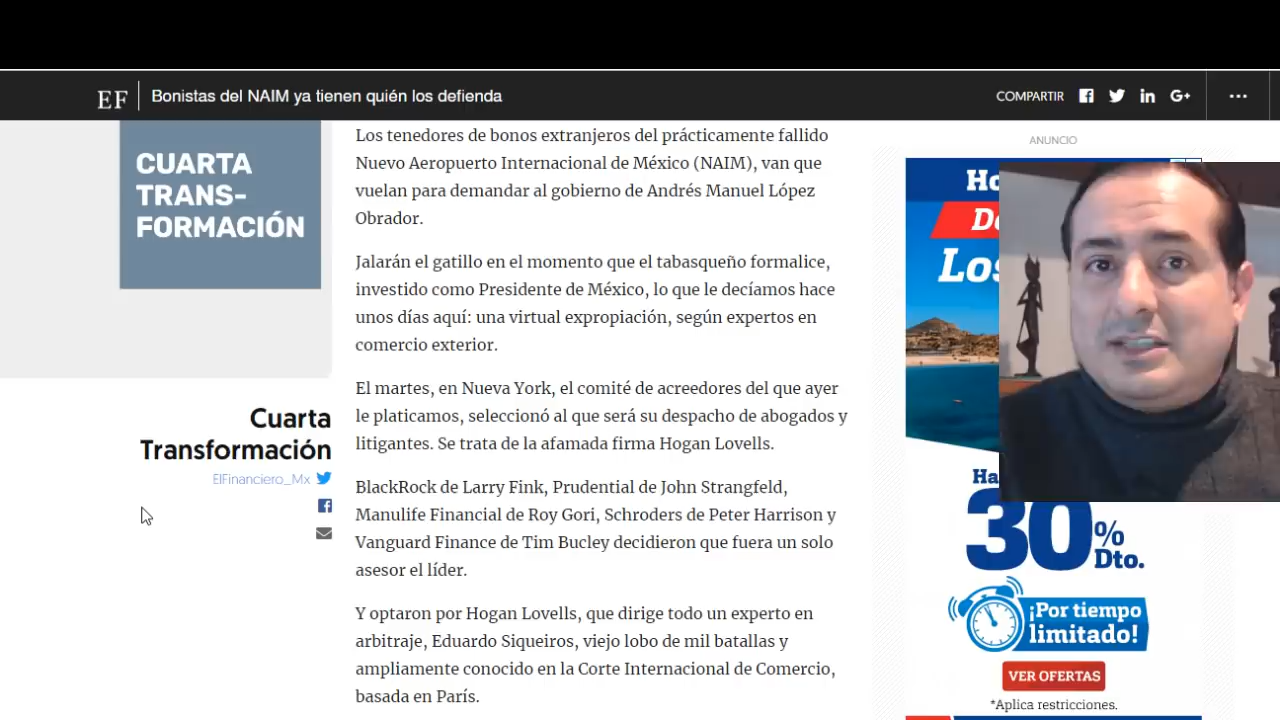 EF
Bonistas del NAIM ya tienen quién los defienda
COMPARTIR
CUARTA
TRANS-
FORMACIÓN
Cuarta
Transformación
ElFinanciero_Mx
Los tenedores de bonos extranjeros del prácticamente fallido
Nuevo Aeropuerto Internacional de México (NAIM), van que
vuelan para demandar al gobierno de Andrés Manuel López
Obrador.
Jalarán el gatillo en el momento que el tabasqueño formalice,
investido como Presidente de México, lo que le decíamos hace
unos días aquí: una virtual expropiación, según expertos en
comercio exterior.
El martes, en Nueva York, el comité de acreedores del que ayer
le platicamos, seleccionó al que será su despacho de abogados y
litigantes. Se trata de la afamada firma Hogan Lovells.
BlackRock de Larry Fink, Prudential de John Strangfeld,
Manulife Financial de Roy Gori, Schroders de Peter Harrison y
Vanguard Finance de Tim Bucley decidieron que fuera un solo
asesor el líder.
Y optaron por Hogan Lovells, que dirige todo un experto en
arbitraje, Eduardo Siqueiros, viejo lobo de mil batallas y
ampliamente conocido en la Corte Internacional de Comercio,
basada en París.
ANUNCIO
30%
Dto.
¡Por tiempo
limitado!
VER OFERTAS
*Aplica restricciones.